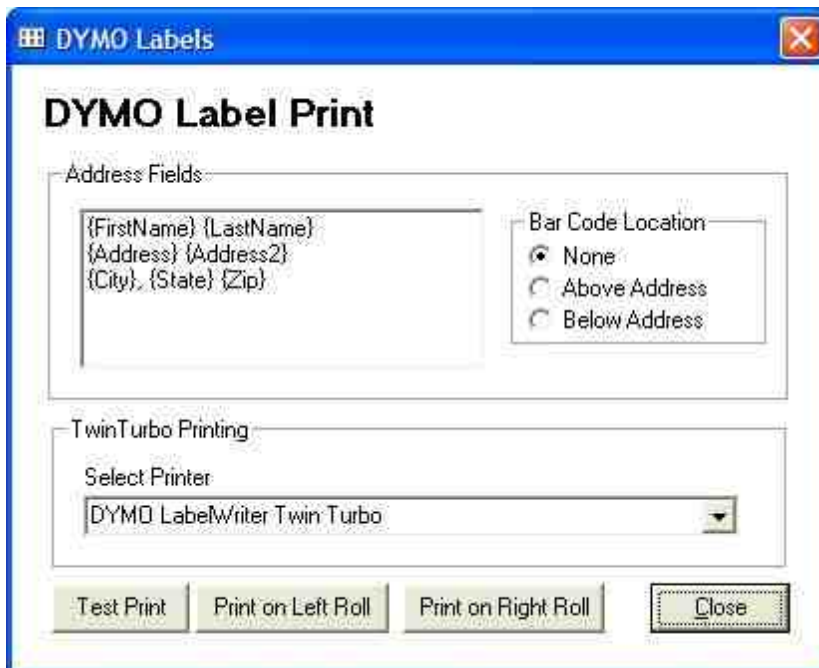 DYMO Labels
DYMO Label Print
Address Fields
{FirstName} {LastName}
{Address} {Address2}
{City}, {State} {Zip}
Bar Code Location
None
Above Address
Below Address
TwinTurbo Printing
Select Printer
DYMO LabelWriter Twin Turbo
Test Print
Print on Left Roll
Print on Right Roll
Close